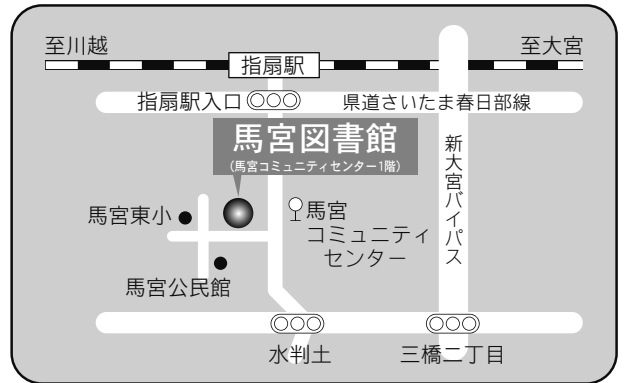 至川越
至大宮
指扇駅
指扇駅入口
県道さいたま春日部線
馬宮図書館
(馬宮コミュニティセンター1階)
新大宮バイパス
馬宮東小
馬宮
コミュニティ
センター
馬宮公民館
水判土
三橋二丁目